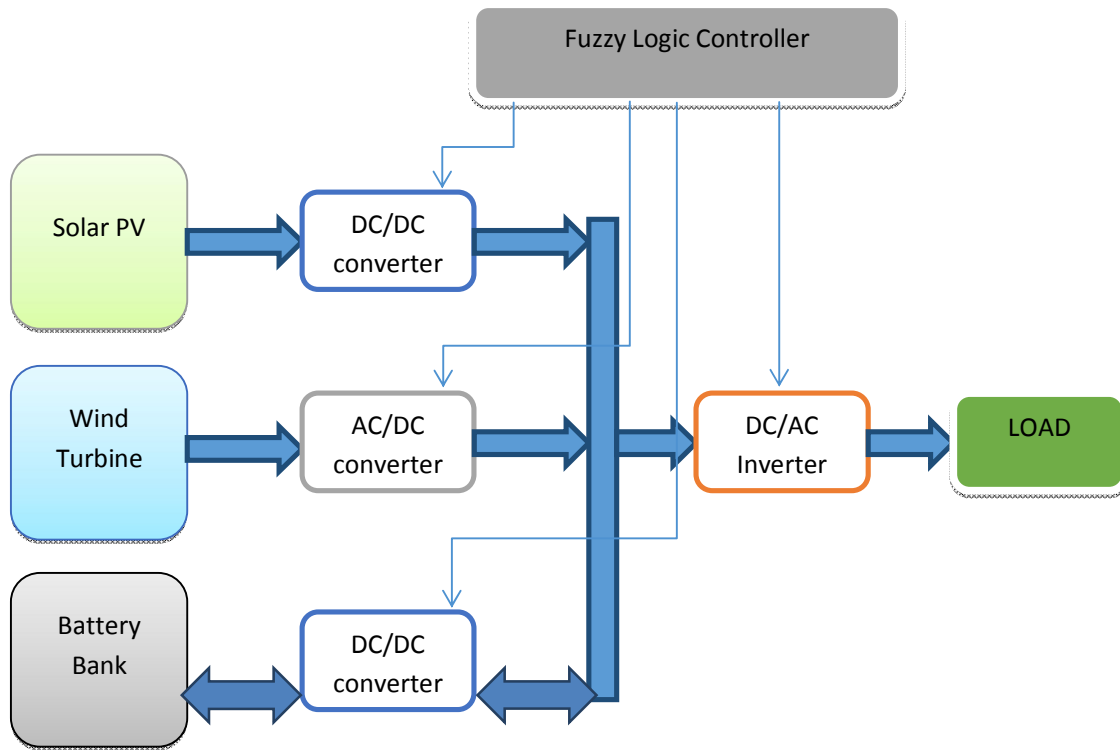 Fuzzy Logic Controller
Solar PV
DC/DC
converter
Wind
Turbine
AC/DC
converter
DC/AC
Inverter
LOAD
Battery
Bank
DC/DC
converter